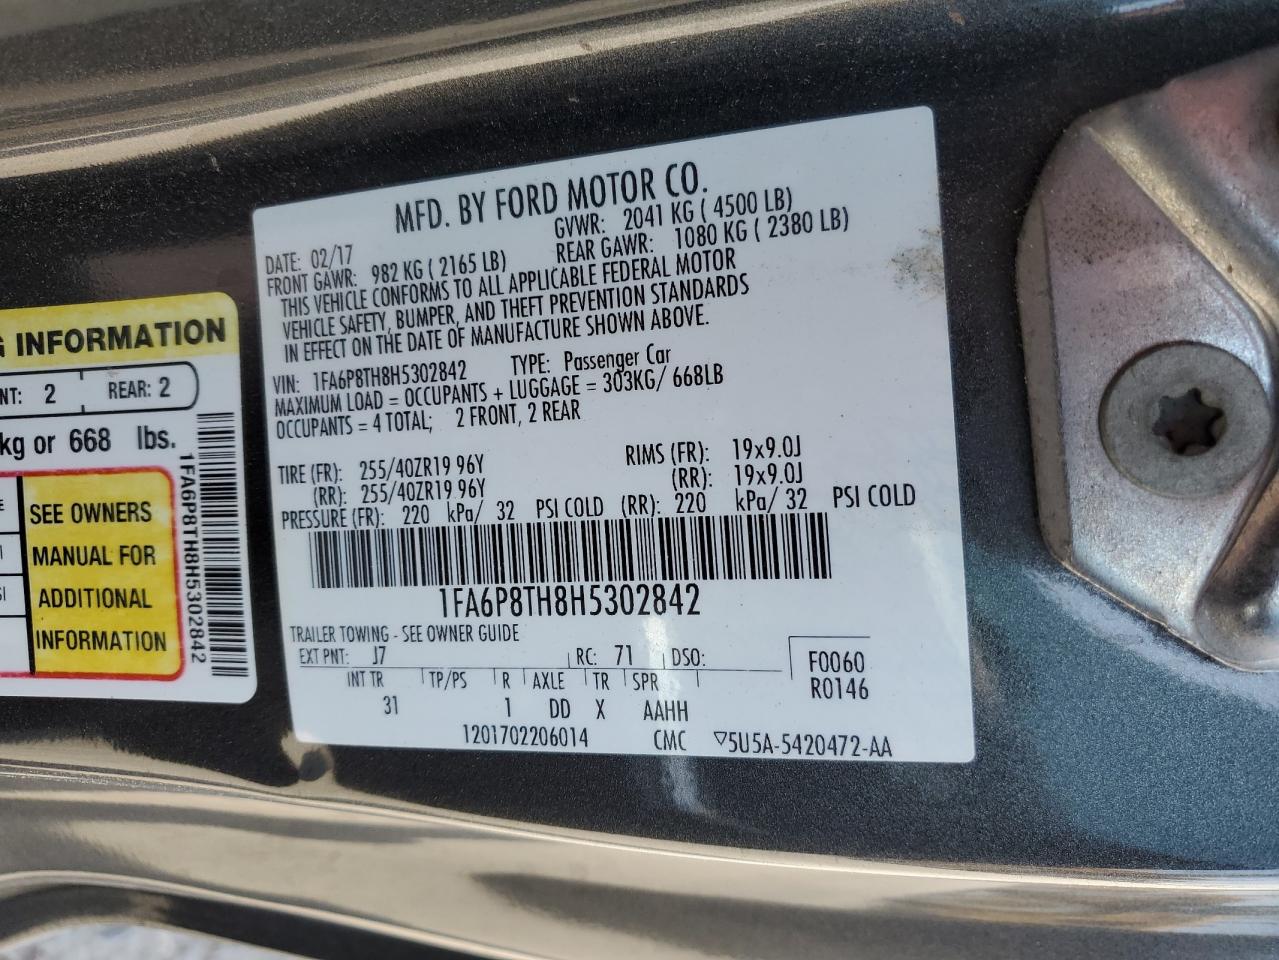 MFD. BY FORD MOTOR CO.
DATE: 02/17 GVWR: 2041 KG ( 4500 LB)
FRONT GAWR: 982 KG ( 2165 LB) REAR GAWR: 1080 KG ( 2380 LB)
THIS VEHICLE CONFORMS TO ALL APPLICABLE FEDERAL MOTOR
VEHICLE SAFETY, BUMPER, AND THEFT PREVENTION STANDARDS
IN EFFECT ON THE DATE OF MANUFACTURE SHOWN ABOVE.
VIN: 1FA6P8TH8H5302842 TYPE: Passenger Car
MAXIMUM LOAD = OCCUPANTS + LUGGAGE = 303KG/ 668LB
OCCUPANTS = 4 TOTAL; 2 FRONT, 2 REAR
TIRE (FR): 255/40ZR19 96Y RIMS (FR): 19x9.0J
(RR): 255/40ZR19 96Y (RR): 19x9.0J
PRESSURE (FR): 220 kPa/ 32 PSI COLD (RR): 220 kPa/ 32 PSI COLD
1FA6P8TH8H5302842
TRAILER TOWING - SEE OWNER GUIDE
EXT PNT: J7 RC: 71 DSO:
F0060
R0146
INT TR TP/PS R AXLE TR SPR
31 1 DD X AAHH
1201702206014 CMC ▽5U5A-5420472-AA
G INFORMATION
NT: 2 REAR: 2
kg or 668 lbs.
SEE OWNERS
MANUAL FOR
ADDITIONAL
INFORMATION
1FA6P8TH8H5302842